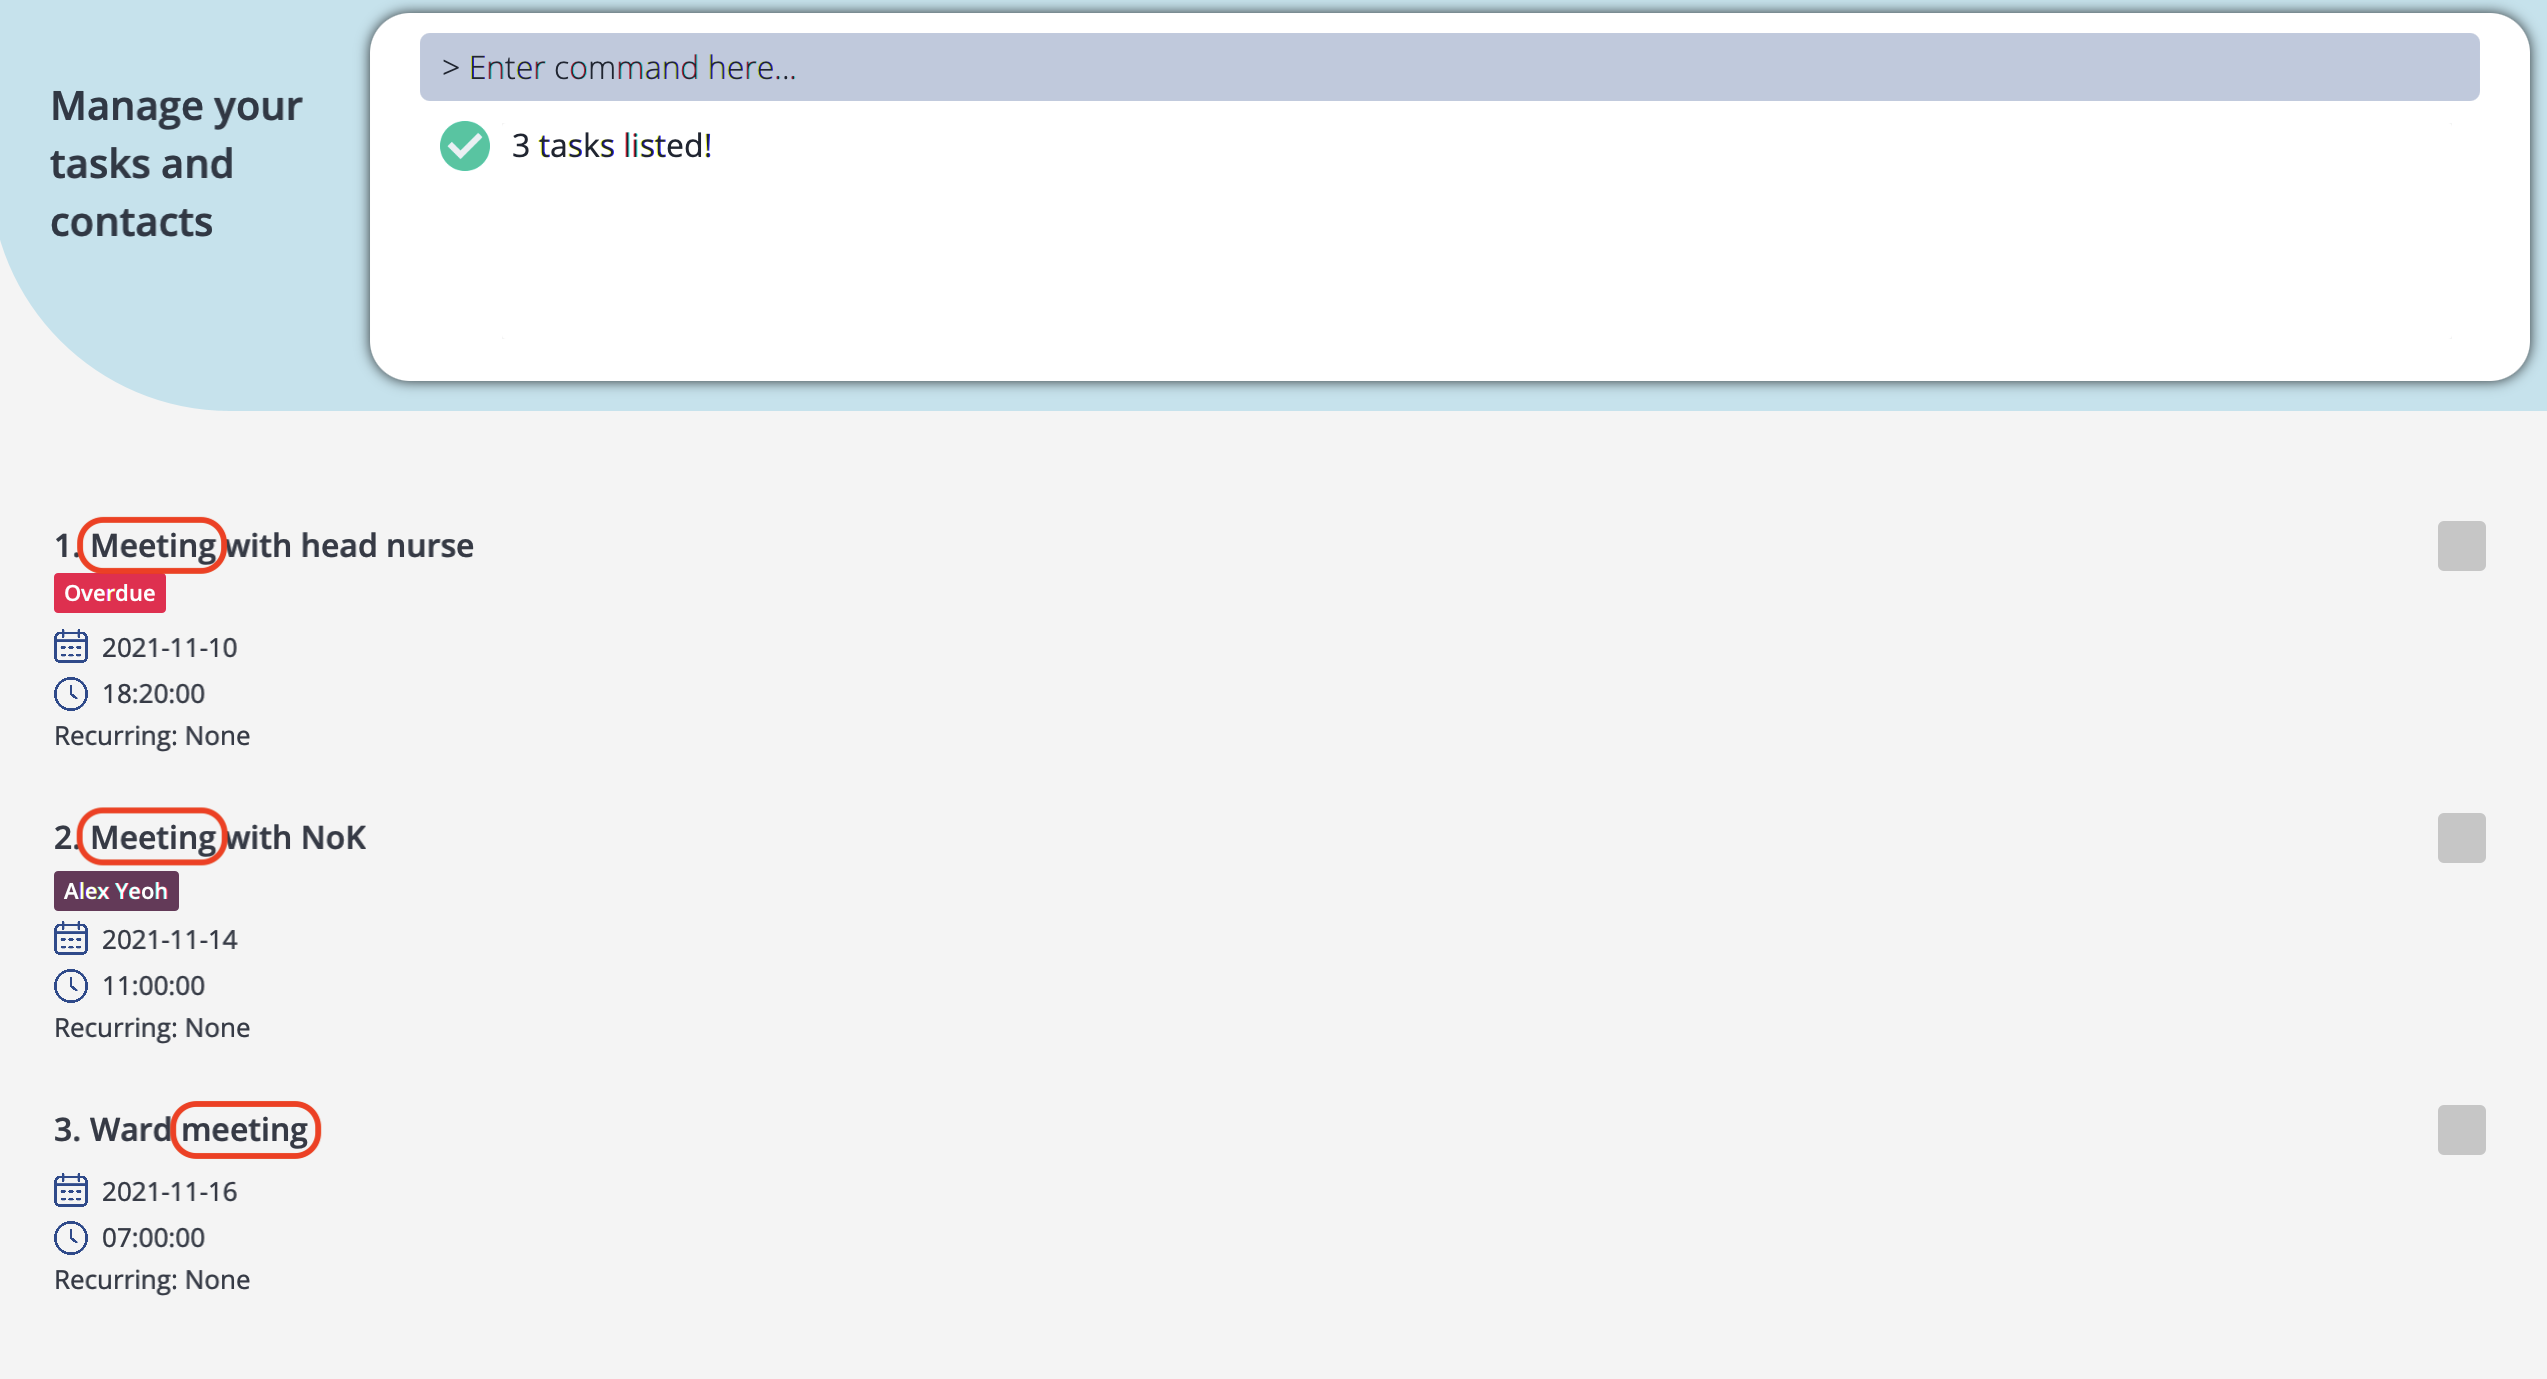 Manage your
tasks and
contacts
> Enter command here...
3 tasks listed!
1. Meeting with head nurse
Overdue
2021-11-10
18:20:00
Recurring: None
2. Meeting with NoK
Alex Yeoh
2021-11-14
11:00:00
Recurring: None
3. Ward meeting
2021-11-16
07:00:00
Recurring: None